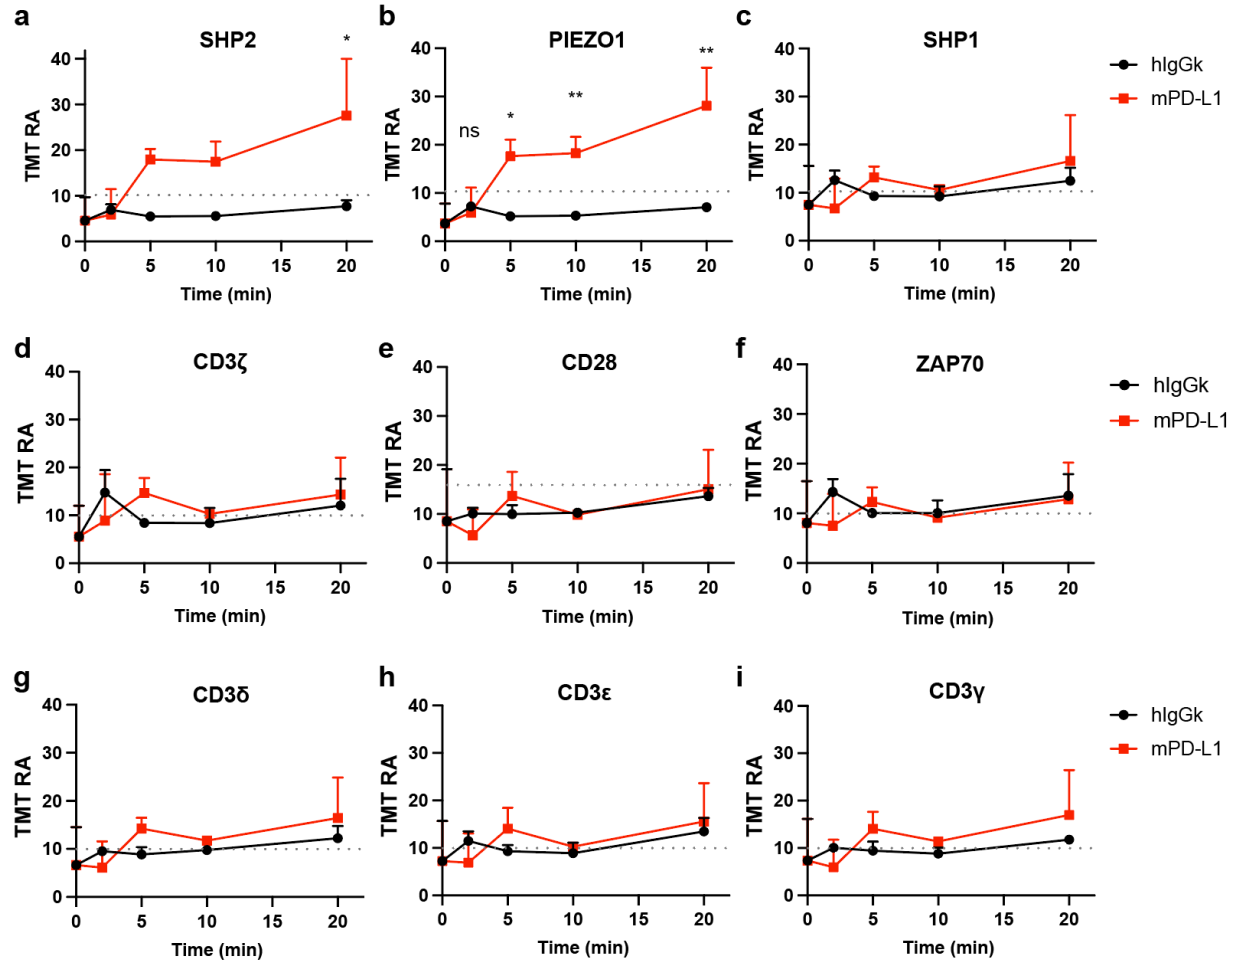 a
SHP2
*
40
30
20
10
0
TMT RA
0 5 10 15 20
Time (min)
b
PIEZO1
ns
*
**
**
40
30
20
10
0
TMT RA
0 5 10 15 20
Time (min)
c
SHP1
40
30
20
10
0
TMT RA
0 5 10 15 20
Time (min)
hIgGk
mPD-L1
d
CD3ζ
40
30
20
10
0
TMT RA
0 5 10 15 20
Time (min)
e
CD28
40
30
20
10
0
TMT RA
0 5 10 15 20
Time (min)
f
ZAP70
40
30
20
10
0
TMT RA
0 5 10 15 20
Time (min)
hIgGk
mPD-L1
g
CD3δ
40
30
20
10
0
TMT RA
0 5 10 15 20
Time (min)
h
CD3ε
40
30
20
10
0
TMT RA
0 5 10 15 20
Time (min)
i
CD3γ
40
30
20
10
0
TMT RA
0 5 10 15 20
Time (min)
hIgGk
mPD-L1